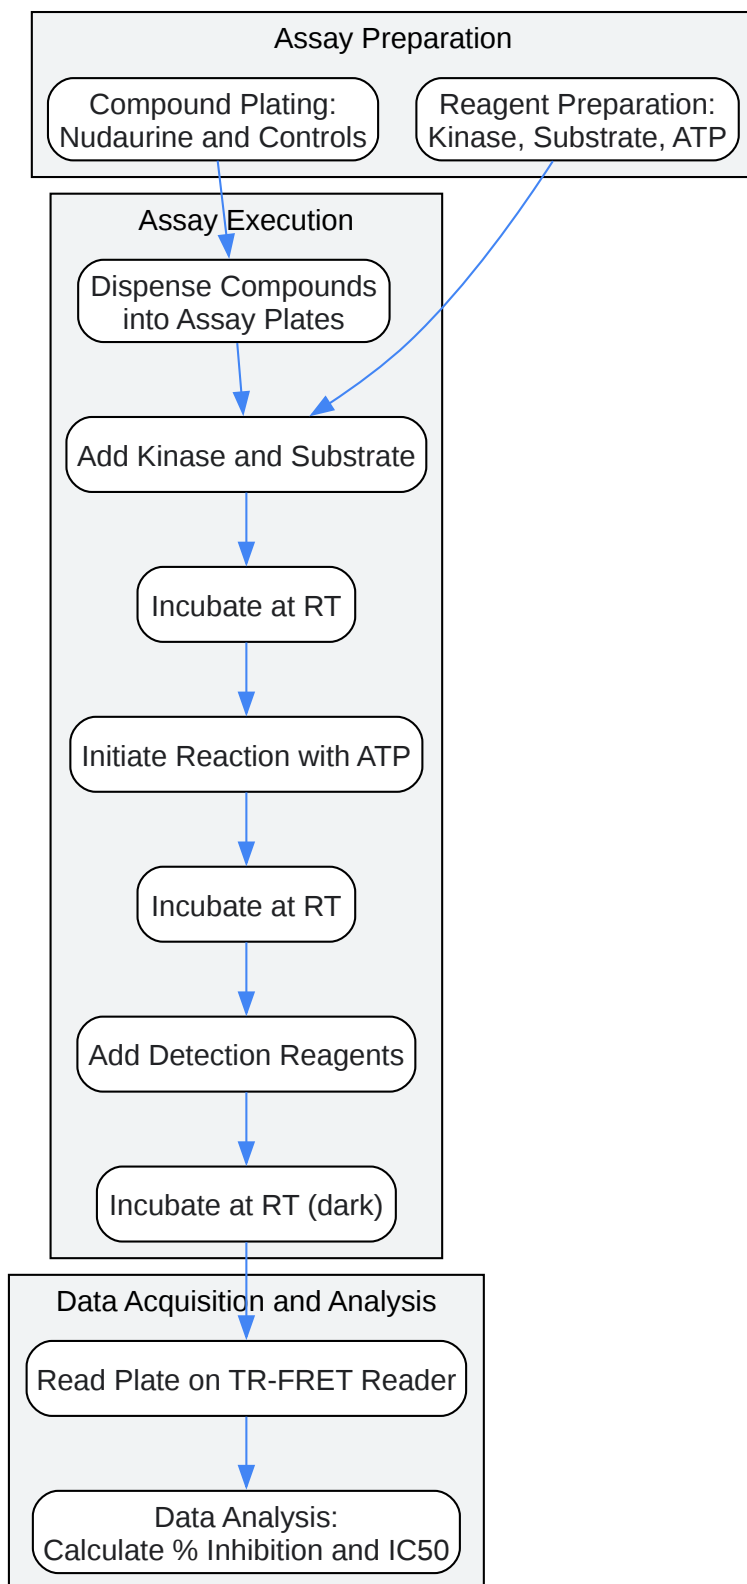 Assay Preparation
Compound Plating:
Nudaurine and Controls
Reagent Preparation:
Kinase, Substrate, ATP
Assay Execution
Dispense Compounds
into Assay Plates
Add Kinase and Substrate
Incubate at RT
Initiate Reaction with ATP
Incubate at RT
Add Detection Reagents
Incubate at RT (dark)
Data Acquisition and Analysis
Read Plate on TR-FRET Reader
Data Analysis:
Calculate % Inhibition and IC50